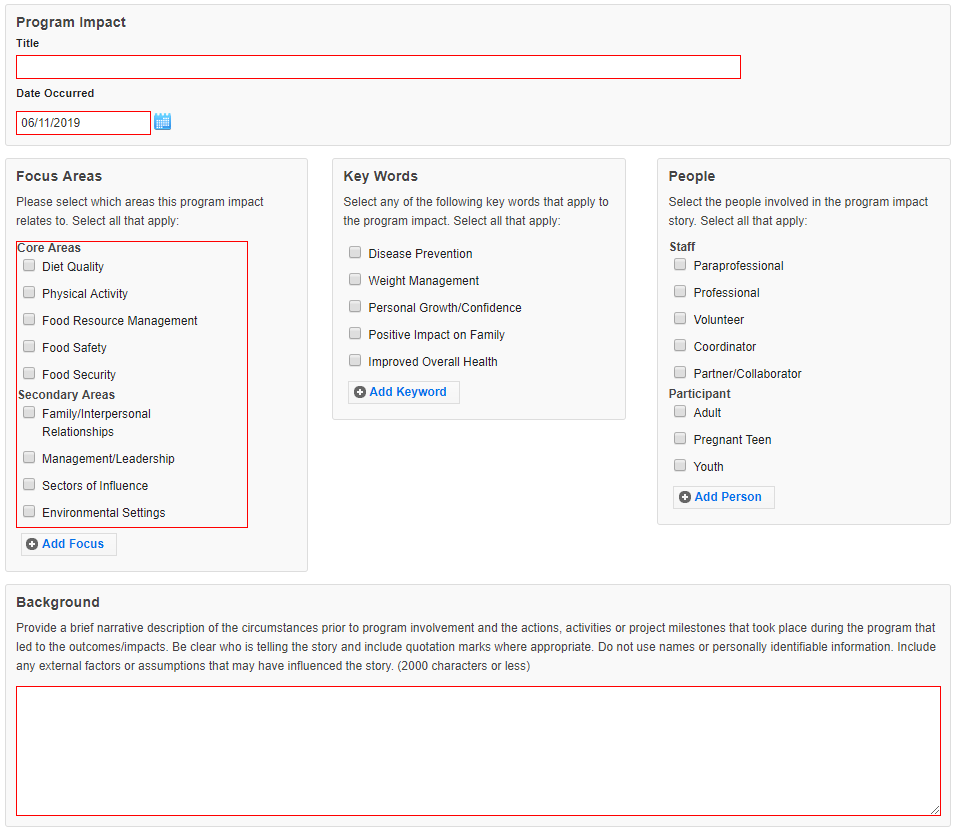 Program Impact
Title
Date Occurred
06/11/2019
Focus Areas
Please select which areas this program impact
relates to. Select all that apply:
Core Areas
Diet Quality
Physical Activity
Food Resource Management
Food Safety
Food Security
Secondary Areas
Family/Interpersonal
Relationships
Management/Leadership
Sectors of Influence
Environmental Settings
Add Focus
Key Words
Select any of the following key words that apply to
the program impact. Select all that apply:
Disease Prevention
Weight Management
Personal Growth/Confidence
Positive Impact on Family
Improved Overall Health
Add Keyword
People
Select the people involved in the program impact
story. Select all that apply:
Staff
Paraprofessional
Professional
Volunteer
Coordinator
Partner/Collaborator
Participant
Adult
Pregnant Teen
Youth
Add Person
Background
Provide a brief narrative description of the circumstances prior to program involvement and the actions, activities or project milestones that took place during the program that
led to the outcomes/impacts. Be clear who is telling the story and include quotation marks where appropriate. Do not use names or personally identifiable information. Include
any external factors or assumptions that may have influenced the story. (2000 characters or less)